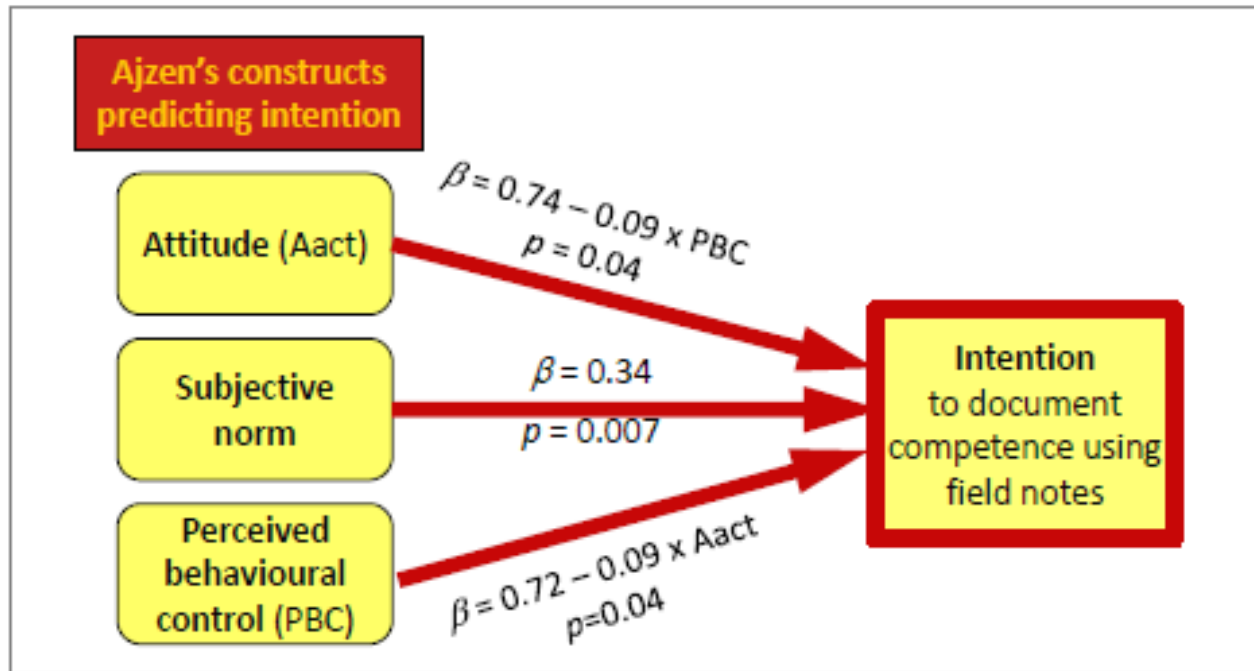 Ajzen's constructs
predicting intention
Attitude (Aact)
β = 0.74 – 0.09 x PBC
p = 0.04
Subjective
norm
β = 0.34
p = 0.007
Perceived
behavioural
control (PBC)
β = 0.72 – 0.09 x Aact
p=0.04
Intention
to document
competence using
field notes